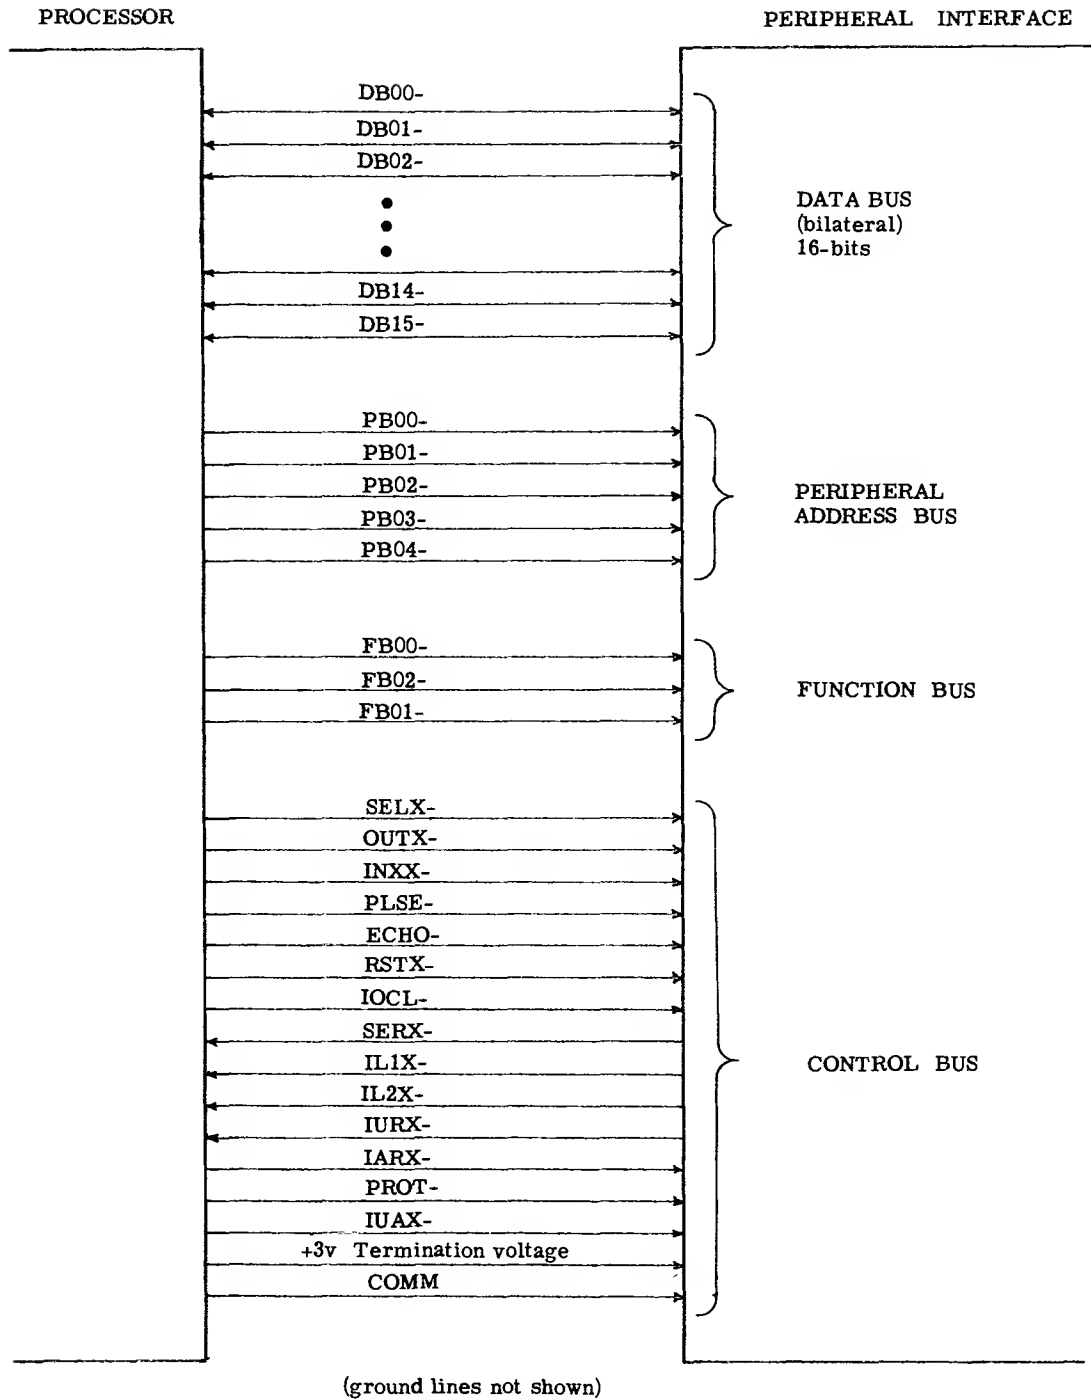 PROCESSOR
PERIPHERAL INTERFACE
DB00-
DB01-
DB02-
DB14-
DB15-
DATA BUS
(bilateral)
16-bits
PB00-
PB01-
PB02-
PB03-
PB04-
PERIPHERAL
ADDRESS BUS
FB00-
FB02-
FB01-
FUNCTION BUS
SELX-
OUTX-
INXX-
PLSE-
ECHO-
RSTX-
IOCL-
SERX-
IL1X-
IL2X-
IURX-
IARX-
PROT-
IUAX-
+3v Termination voltage
COMM
CONTROL BUS
(ground lines not shown)